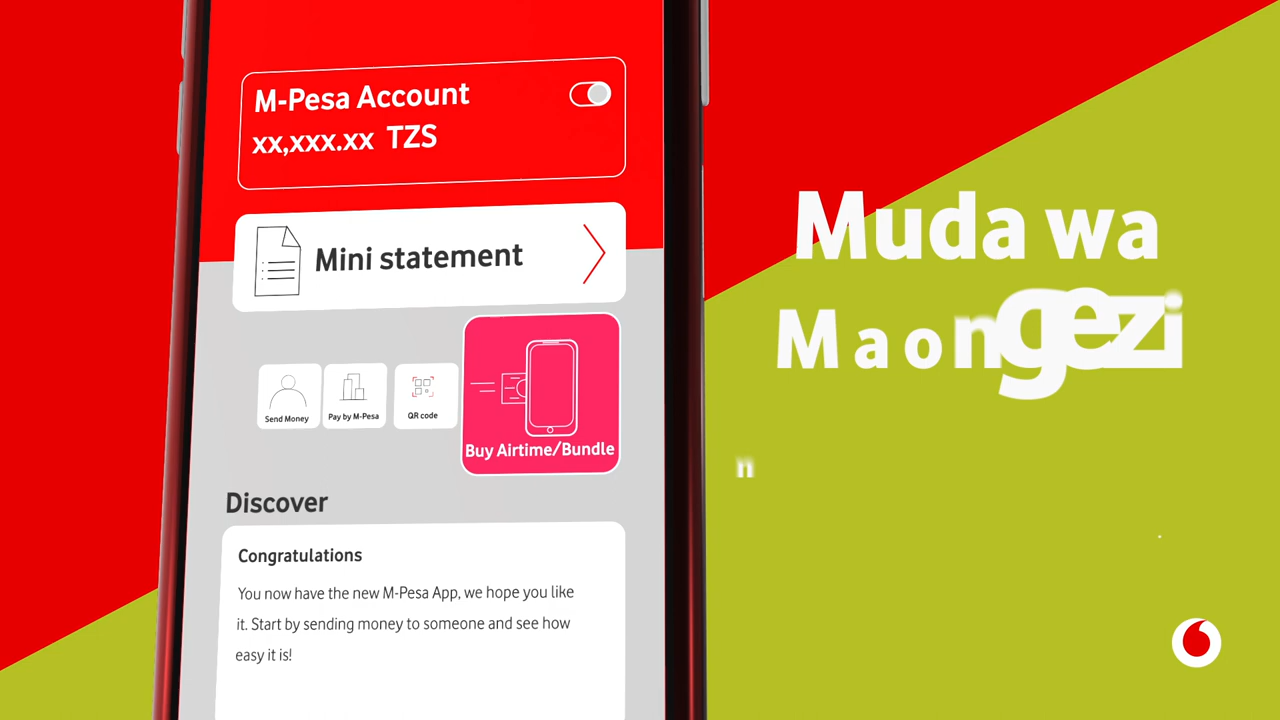 M-Pesa Account
xx,xxx.xx TZS
Mini statement
Send Money
Pay by M-Pesa
QR code
Buy Airtime/Bundle
Discover
Congratulations
You now have the new M-Pesa App, we hope you like
it. Start by sending money to someone and see how
easy it is!
Muda wa
Maongezi
n